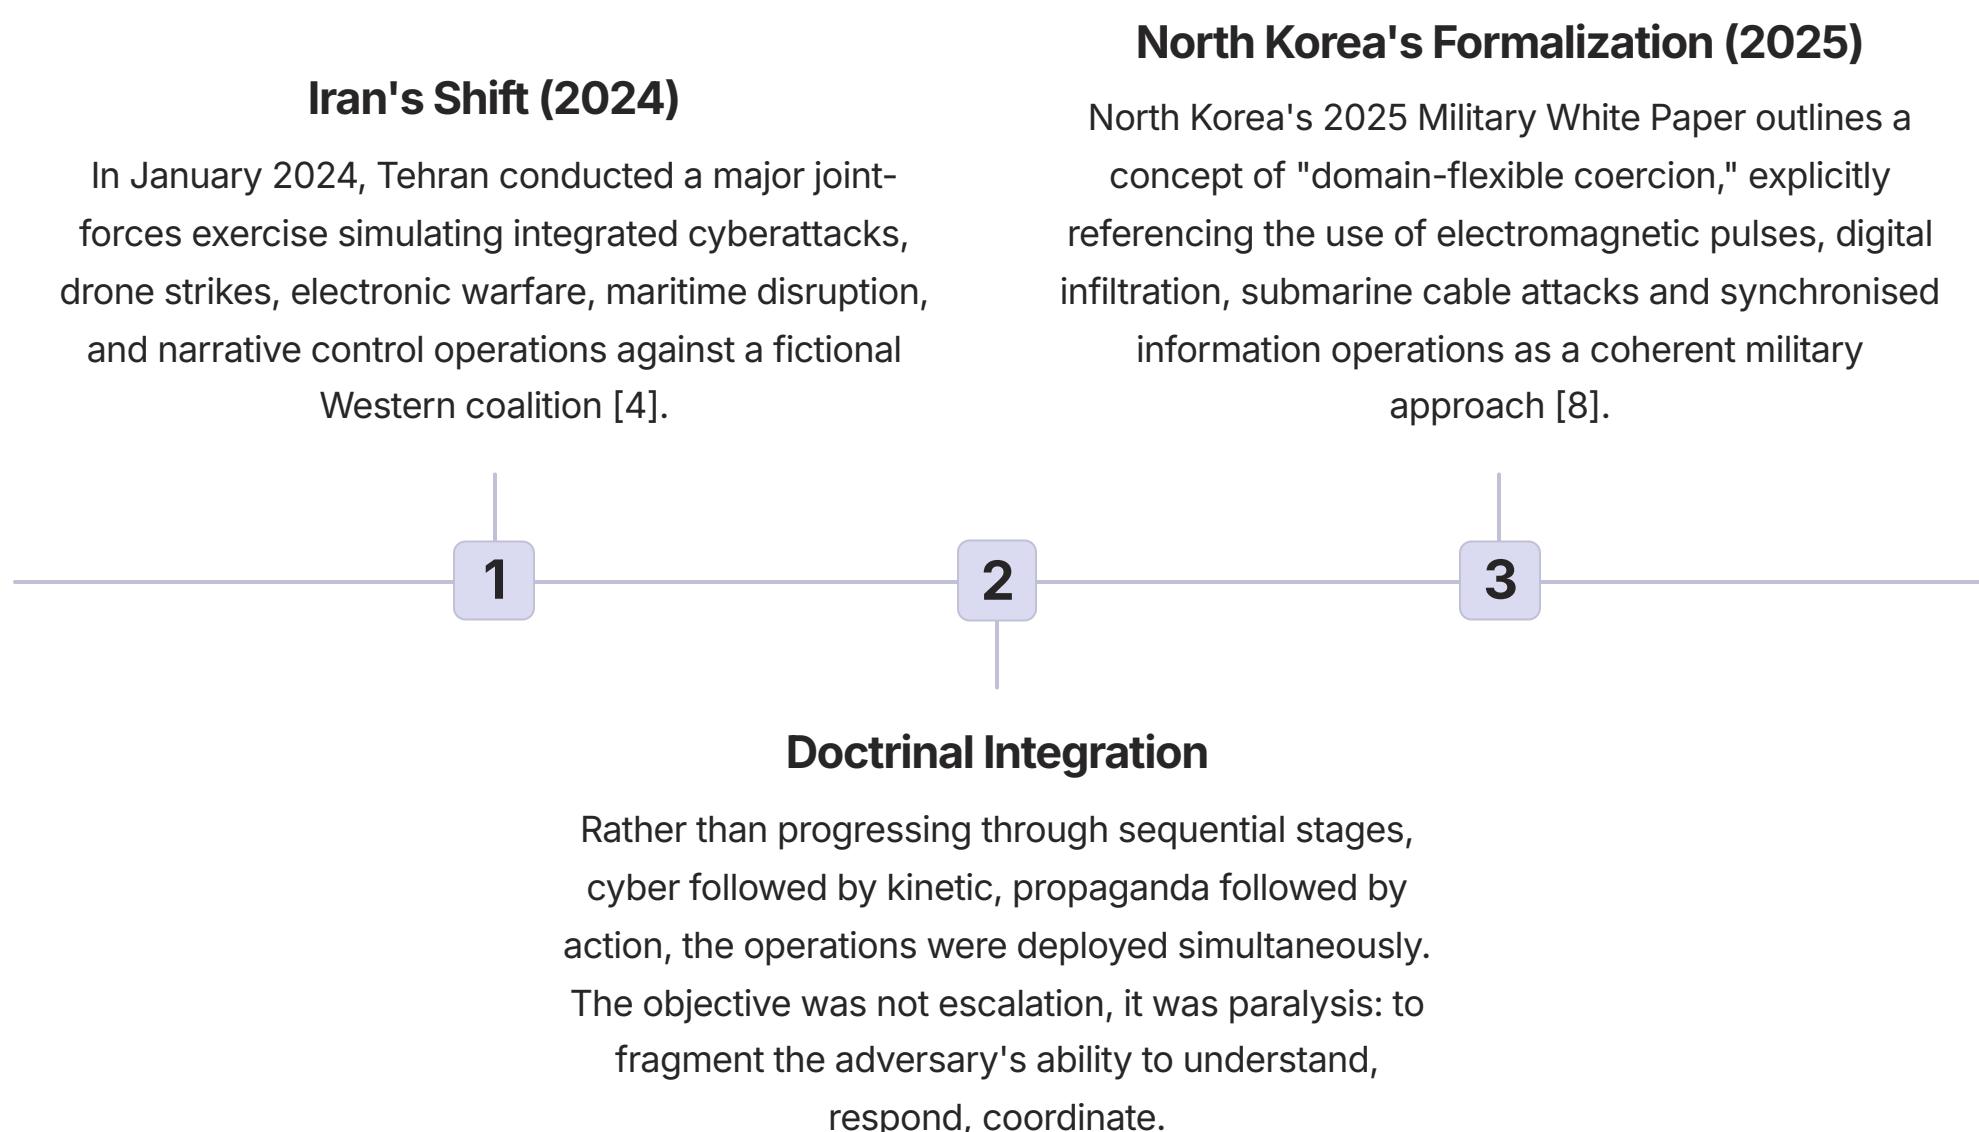 Iran's Shift (2024)
In January 2024, Tehran conducted a major joint-
forces exercise simulating integrated cyberattacks,
drone strikes, electronic warfare, maritime disruption,
and narrative control operations against a fictional
Western coalition [4].
North Korea's Formalization (2025)
North Korea's 2025 Military White Paper outlines a
concept of "domain-flexible coercion," explicitly
referencing the use of electromagnetic pulses, digital
infiltration, submarine cable attacks and synchronised
information operations as a coherent military
approach [8].
1
2
3
Doctrinal Integration
Rather than progressing through sequential stages,
cyber followed by kinetic, propaganda followed by
action, the operations were deployed simultaneously.
The objective was not escalation, it was paralysis: to
fragment the adversary's ability to understand,
respond, coordinate.